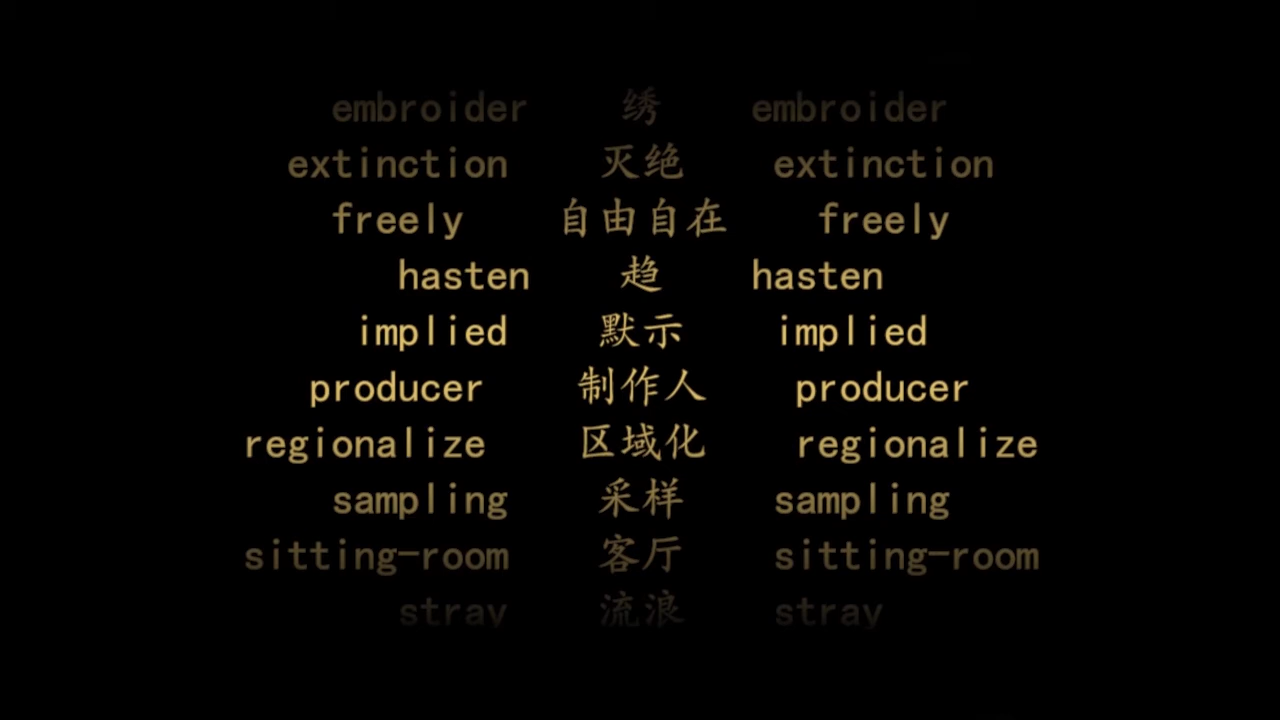 embroider 绣 embroider
extinction 灭绝 extinction
freely 自由自在 freely
hasten 趋 hasten
implied 默示 implied
producer 制作人 producer
regionalize 区域化 regionalize
sampling 采样 sampling
sitting-room 客厅 sitting-room
stray 流浪 stray